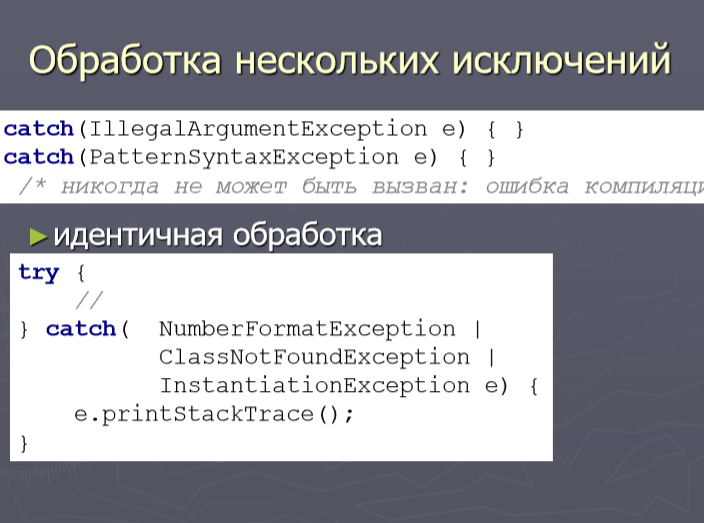 Обработка нескольких исключений
catch(IllegalArgumentException e) { }
catch(PatternSyntaxException e) { }
/* никогда не может быть вызван: ошибка компиляци
►идентичная обработка
try {
//
} catch( NumberFormatException |
ClassNotFoundException |
InstantiationException e) {
e.printStackTrace();
}